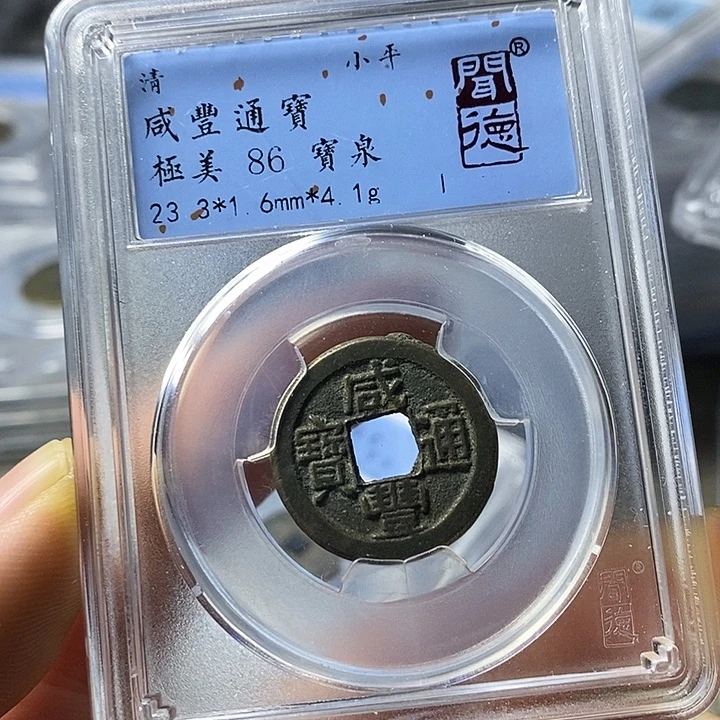 清 小平
咸豐通寶
極美 86 寶泉
23.3*1.6mm*4.1g
聞德®
咸豐通寶
聞德®